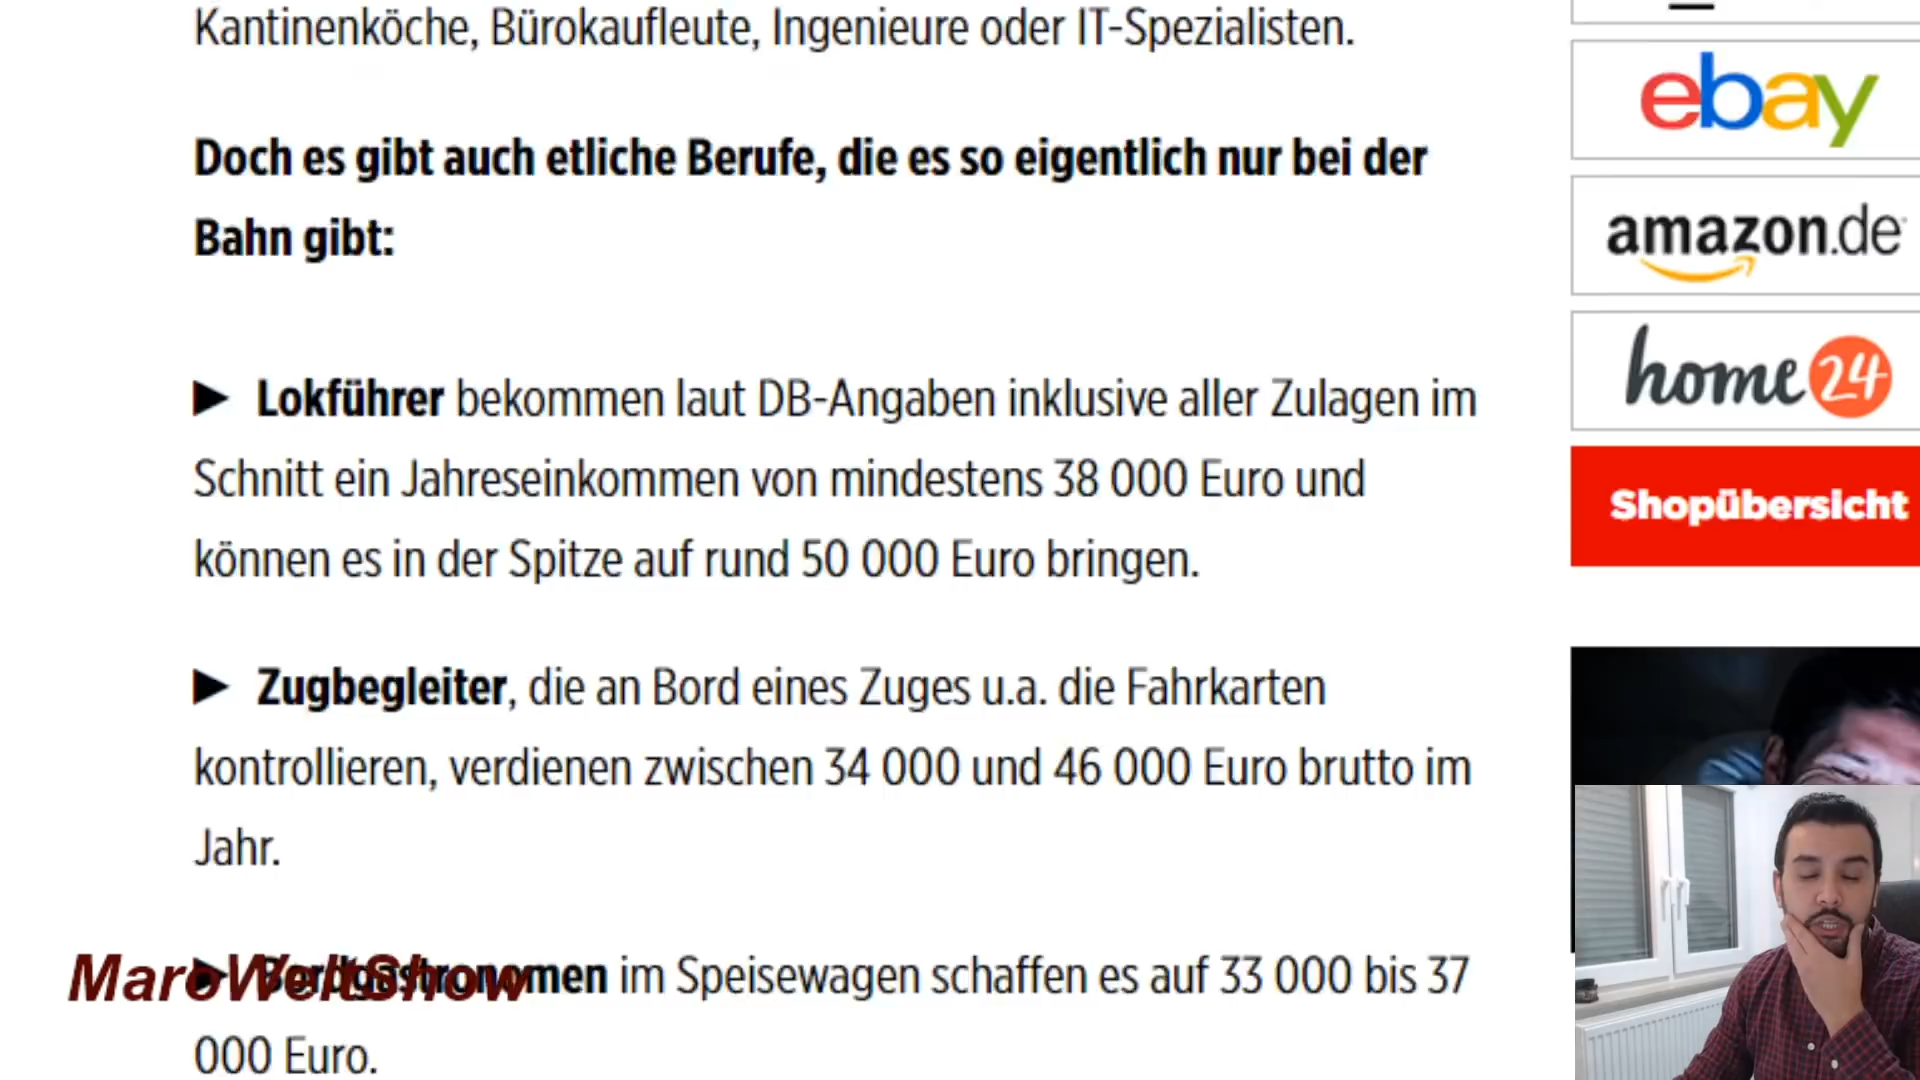 Kantinenköche, Bürokaufleute, Ingenieure oder IT-Spezialisten.
Doch es gibt auch etliche Berufe, die es so eigentlich nur bei der
Bahn gibt:
► Lokführer bekommen laut DB-Angaben inklusive aller Zulagen im
Schnitt ein Jahreseinkommen von mindestens 38 000 Euro und
können es in der Spitze auf rund 50 000 Euro bringen.
► Zugbegleiter, die an Bord eines Zuges u.a. die Fahrkarten
kontrollieren, verdienen zwischen 34 000 und 46 000 Euro brutto im
Jahr.
► Bordgastronomen im Speisewagen schaffen es auf 33 000 bis 37
000 Euro.
MaroWeltShow
ebay
amazon.de
home24
Shopübersicht